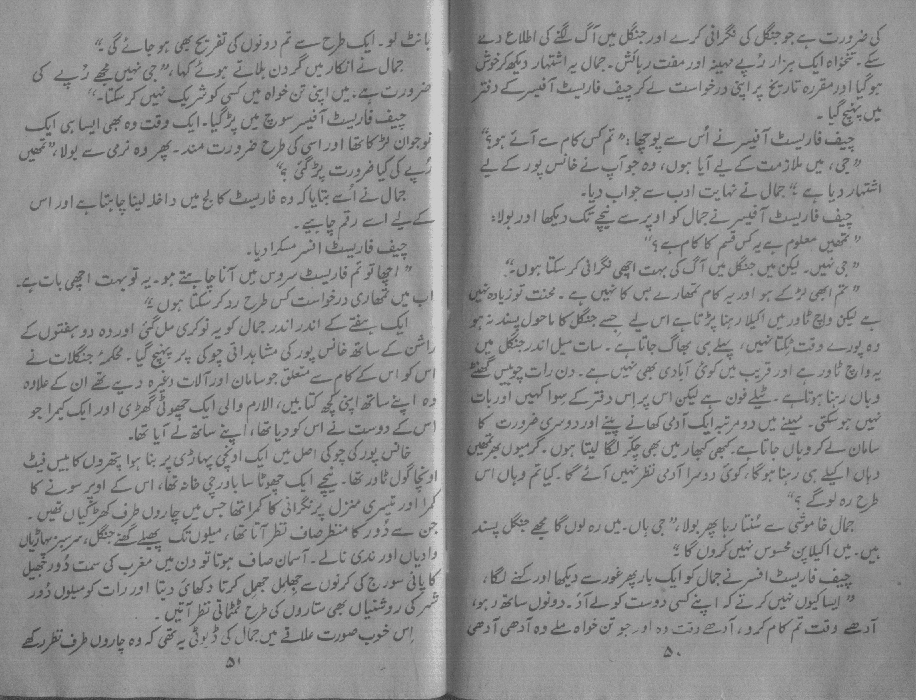 کی ضرورت ہے جو جنگل کی نگرانی کرے اور جنگل میں آگ لگنے کی اطلاع دے
سکے۔ تنخواہ ایک ہزار رُپے مہینہ اور مفت رہائش۔ جمال یہ اشتہار دیکھ کر خوش
ہو گیا اور مقررہ تاریخ پر اپنی درخواست لے کر چیف فاریسٹ آفیسر کے دفتر
میں پہنچ گیا۔
چیف فاریسٹ آفیسر نے اُس سے پوچھا: "تم کس کام سے آئے ہو؟"
"جی، میں ملازمت کے لیے آیا ہوں، وہ جو آپ نے خانس پور کے لیے
اشتہار دیا ہے"۔ جمال نے نہایت ادب سے جواب دیا۔
چیف فاریسٹ آفیسر نے جمال کو اوپر سے نیچے تک دیکھا اور بولا:
"تمھیں معلوم ہے یہ کس قسم کا کام ہے؟"
"جی نہیں۔ لیکن میں جنگل میں آگ کی بہت اچھی نگرانی کر سکتا ہوں۔"
"تم ابھی لڑکے ہو اور یہ کام تمھارے بس کا نہیں ہے۔ محنت تو زیادہ نہیں
ہے لیکن واچ ٹاور میں اکیلا رہنا پڑتا ہے اس لیے جسے جنگل کا ماحول پسند نہ ہو
وہ پورے وقت ٹکتا نہیں، پہلے ہی بھاگ جاتا ہے۔ سات میل اندر جنگل میں
یہ واچ ٹاور ہے اور قریب میں کوئی آبادی بھی نہیں ہے۔ دن رات چوبیس گھنٹے
وہاں رہنا ہوتا ہے۔ ٹیلے فون ہے لیکن اس پر اِس دفتر کے سوا کہیں اور بات
نہیں ہو سکتی۔ مہینے میں دو مرتبہ ایک آدمی کھانے پینے اور دوسری ضرورت کا
سامان لے کر وہاں جاتا ہے۔ کبھی کبھار میں بھی چکّر لگا لیتا ہوں۔ گرمیوں بھر تمھیں
وہاں اکیلے ہی رہنا ہوگا، کوئی دوسرا آدمی نظر نہیں آئے گا۔ کیا تم وہاں اس
طرح رہ لو گے؟"
جمال خاموشی سے سُنتا رہا پھر بولا، "جی ہاں۔ میں رہ لوں گا مجھے جنگل پسند
ہیں۔ میں اکیلا پن محسوس نہیں کروں گا"۔
چیف فاریسٹ افسر نے جمال کو ایک بار پھر غور سے دیکھا اور کہنے لگا،
"ایسا کیوں نہیں کرتے کہ اپنے کسی دوست کو لے آؤ۔ دونوں ساتھ رہو،
آدھے وقت تم کام کرو، آدھے وقت وہ اور جو تن خواہ ملے وہ آدھی آدھی
۵۰
بانٹ لو۔ ایک طرح سے تم دونوں کی تفریح بھی ہو جائے گی۔"
جمال نے انکار میں گردن ہلاتے ہوئے کہا، "جی نہیں مجھے رُپے کی
ضرورت ہے۔ میں اپنی تن خواہ میں کسی کو شریک نہیں کر سکتا۔"
چیف فاریسٹ آفیسر سوچ میں پڑ گیا۔ ایک وقت وہ بھی ایسا ہی ایک
نوجوان لڑکا تھا اور اسی کی طرح ضرورت مند۔ پھر وہ نرمی سے بولا، "تمھیں
رُپے کی کیا ضرورت پڑ گئی؟"
جمال نے اُسے بتایا کہ وہ فاریسٹ کالج میں داخلہ لینا چاہتا ہے اور اس
کے لیے اسے رقم چاہیے۔
چیف فاریسٹ افسر مسکرا دیا۔
"اچھا تو تم فاریسٹ سروس میں آنا چاہتے ہو۔ یہ تو بہت اچھی بات ہے۔
اب میں تمھاری درخواست کس طرح رد کر سکتا ہوں"۔
ایک ہفتے کے اندر اندر جمال کو یہ نوکری مل گئی اور وہ دو ہفتوں کے
راشن کے ساتھ خانس پور کی مشاہداتی چوکی پر پہنچ گیا۔ محکمۂ جنگلات نے
اس کو اس کے کام سے متعلق جو سامان اور آلات وغیرہ دیے تھے ان کے علاوہ
وہ اپنے ساتھ اپنی کچھ کتابیں، الارم والی ایک چھوٹی گھڑی اور ایک کیمرا جو
اس کے دوست نے اس کو دیا تھا، اپنے ساتھ لے آیا تھا۔
خانس پور کی چوکی اصل میں ایک اونچی پہاڑی پر بنا ہوا پتھروں کا بیس فیٹ
اونچا گول ٹاور تھا۔ نیچے ایک چھوٹا سا باورچی خانہ تھا، اس کے اوپر سونے کا
کمرا اور تیسری منزل پر نگرانی کا کمرا تھا جس میں چاروں طرف کھڑکیاں تھیں۔
جن سے دُور کا منظر صاف نظر آتا تھا، میلوں تک پھیلے گھنے جنگل، سرسبز پہاڑیاں
وادیاں اور ندی نالے۔ آسمان صاف ہوتا تو دن میں مغرب کی سمت دُور جھیل
کا پانی سورج کی کرنوں سے جھلمل جھمل کرتا دکھائی دیتا اور رات کو میلوں دُور
شہر کی روشنیاں بھی ستاروں کی طرح ٹمٹماتی نظر آتیں۔
اِس خوب صورت علاقے میں جمال کی ڈیوٹی یہ تھی کہ وہ چاروں طرف نظر رکھے
۵۱